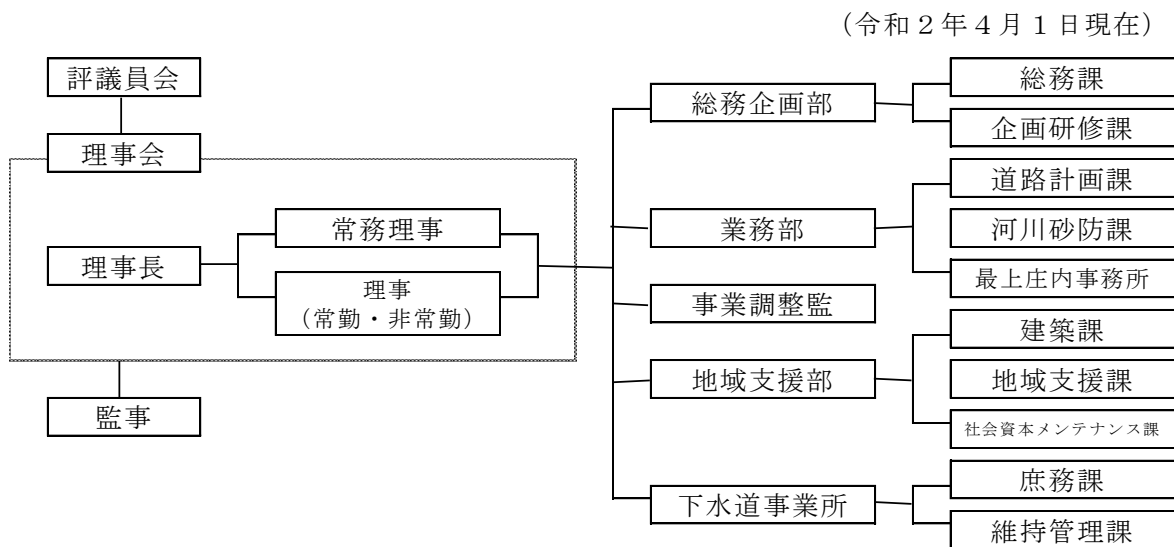 （令和２年４月１日現在）
評議員会
理事会
理事長
常務理事
理事
（常勤・非常勤）
監事
総務企画部
総務課
企画研修課
業務部
道路計画課
河川砂防課
最上庄内事務所
事業調整監
地域支援部
建築課
地域支援課
社会資本メンテナンス課
下水道事業所
庶務課
維持管理課